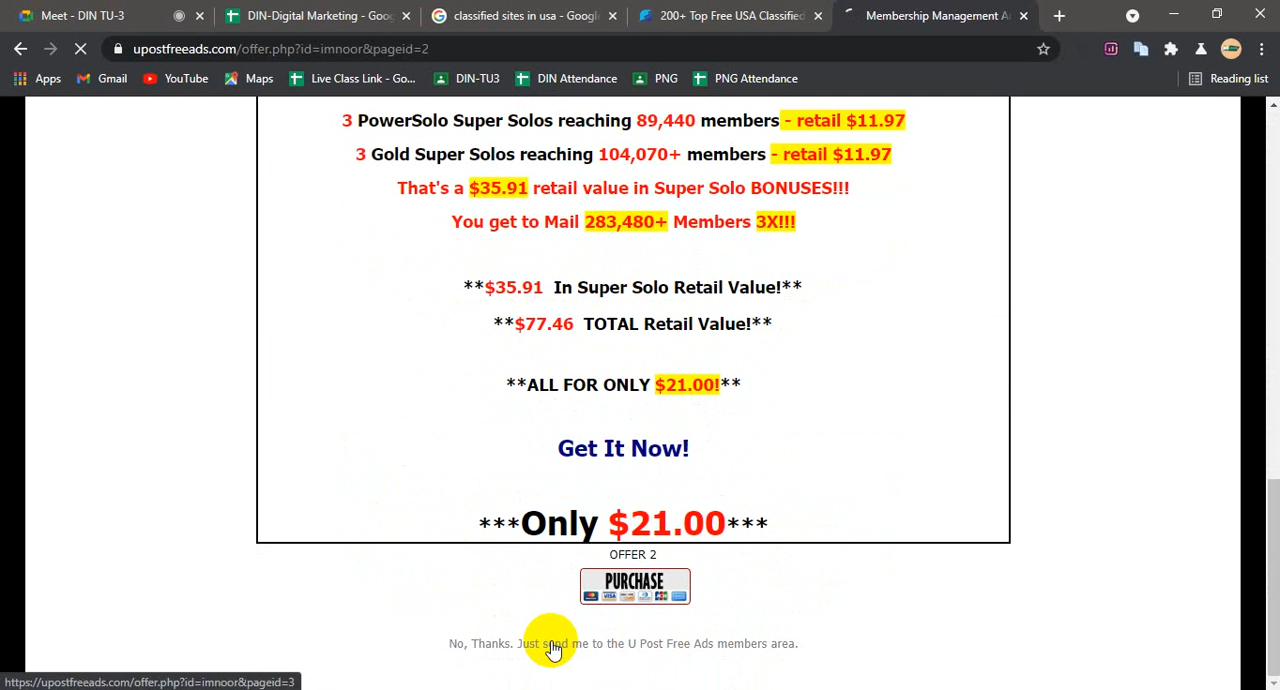 Meet - DIN TU-3
DIN-Digital Marketing - Goog
classified sites in usa - Google
200+ Top Free USA Classified
Membership Management A
upostfreeads.com/offer.php?id=imnoor&pageid=2
Apps
Gmail
YouTube
Maps
Live Class Link - Go...
DIN-TU3
DIN Attendance
PNG
PNG Attendance
Reading list
3 PowerSolo Super Solos reaching 89,440 members - retail $11.97
3 Gold Super Solos reaching 104,070+ members - retail $11.97
That's a $35.91 retail value in Super Solo BONUSES!!!
You get to Mail 283,480+ Members 3X!!!
**$35.91 In Super Solo Retail Value!**
**$77.46 TOTAL Retail Value!**
**ALL FOR ONLY $21.00!**
Get It Now!
***Only $21.00***
OFFER 2
PURCHASE
No, Thanks. Just send me to the U Post Free Ads members area.
https://upostfreeads.com/offer.php?id=imnoor&pageid=3